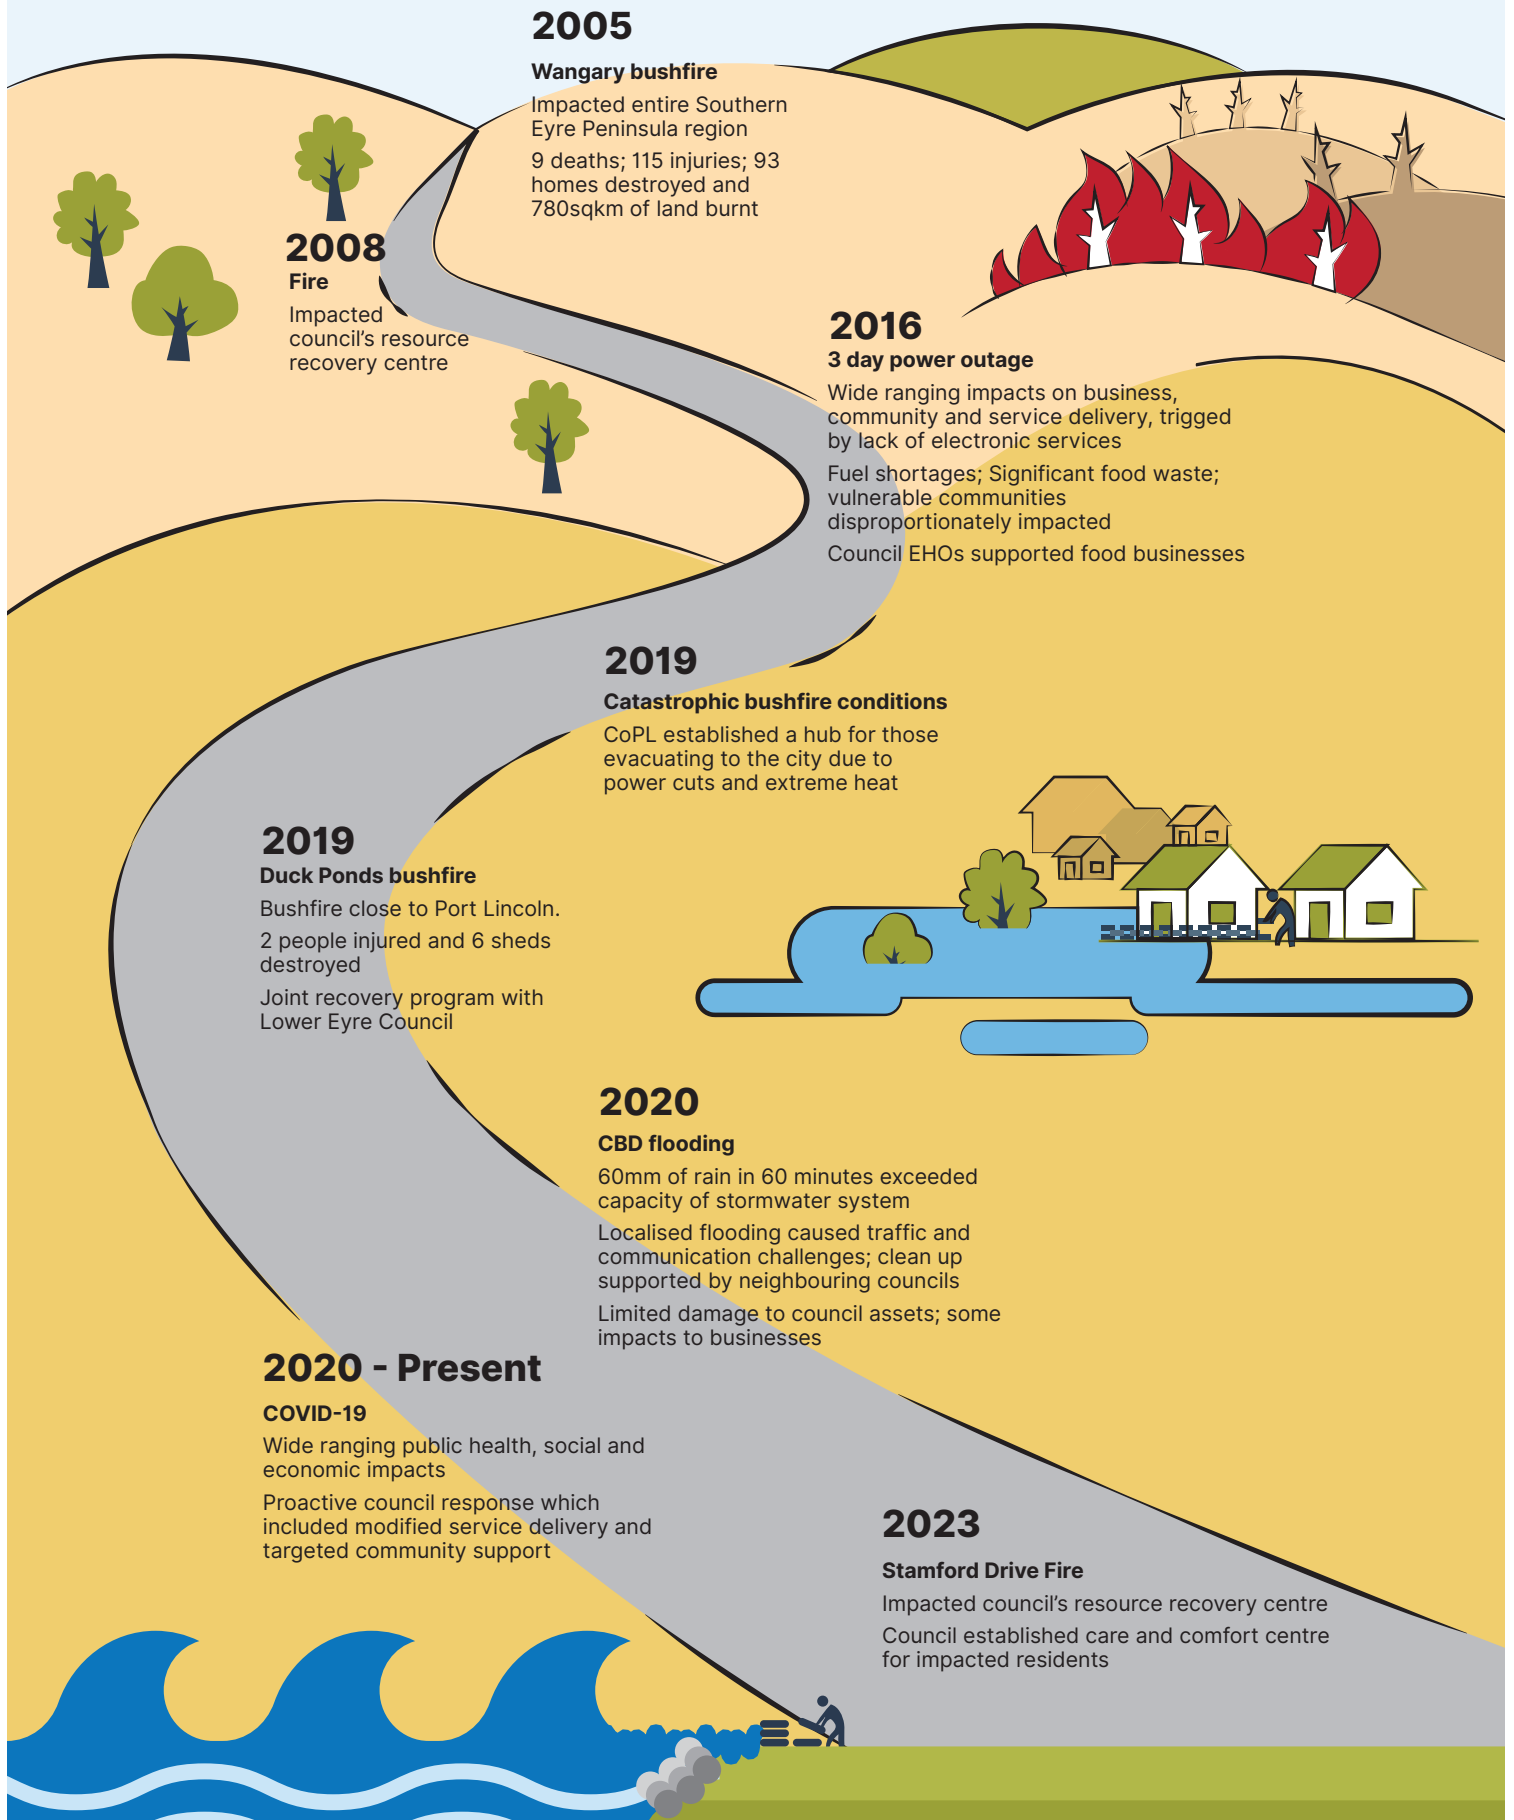 2005
Wangary bushfire
Impacted entire Southern
Eyre Peninsula region
9 deaths; 115 injuries; 93
homes destroyed and
780sqkm of land burnt
2008
Fire
Impacted
council’s resource
recovery centre
2016
3 day power outage
Wide ranging impacts on business,
community and service delivery, trigged
by lack of electronic services
Fuel shortages; Significant food waste;
vulnerable communities
disproportionately impacted
Council EHOs supported food businesses
2019
Catastrophic bushfire conditions
CoPL established a hub for those
evacuating to the city due to
power cuts and extreme heat
2019
Duck Ponds bushfire
Bushfire close to Port Lincoln.
2 people injured and 6 sheds
destroyed
Joint recovery program with
Lower Eyre Council
2020
CBD flooding
60mm of rain in 60 minutes exceeded
capacity of stormwater system
Localised flooding caused traffic and
communication challenges; clean up
supported by neighbouring councils
Limited damage to council assets; some
impacts to businesses
2020 - Present
COVID-19
Wide ranging public health, social and
economic impacts
Proactive council response which
included modified service delivery and
targeted community support
2023
Stamford Drive Fire
Impacted council’s resource recovery centre
Council established care and comfort centre
for impacted residents